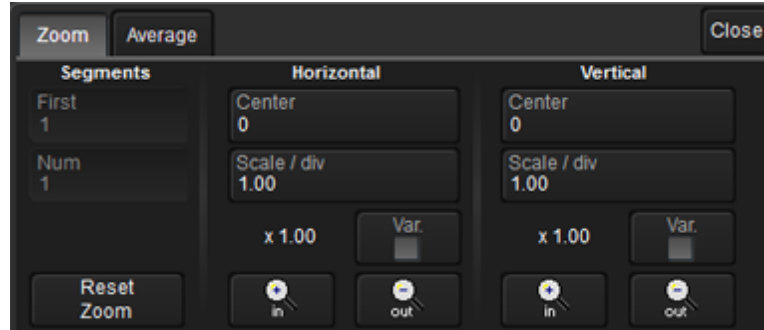 Zoom
Average
Close
Segments
First
1
Num
1
Reset
Zoom
Horizontal
Center
0
Scale / div
1.00
x 1.00
Var.
in
out
Vertical
Center
0
Scale / div
1.00
x 1.00
Var.
in
out